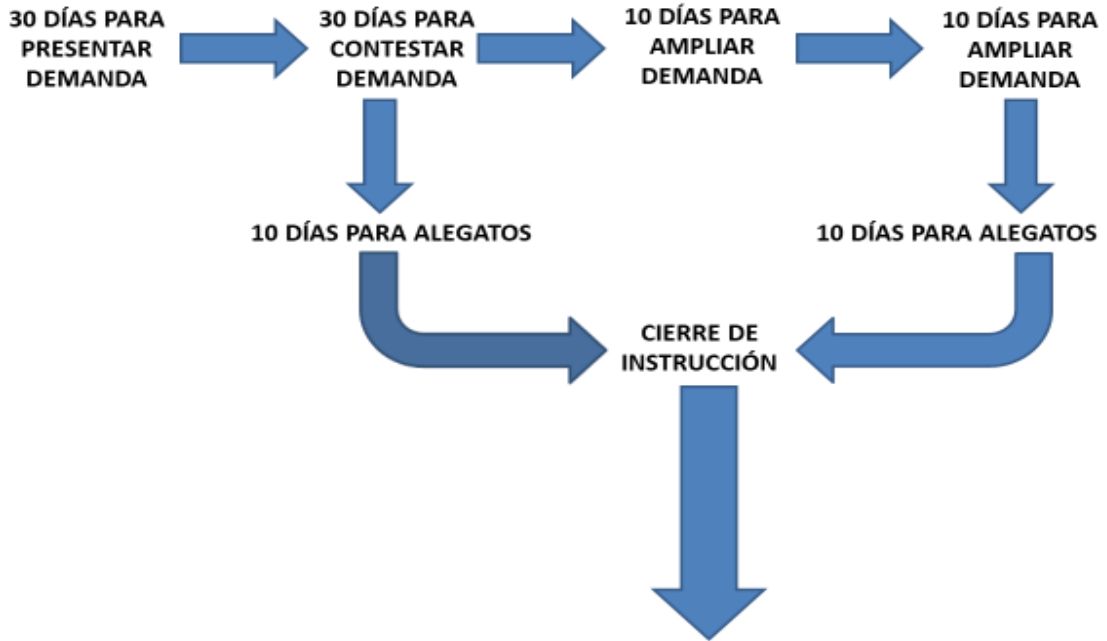 30 DÍAS PARA
PRESENTAR
DEMANDA
30 DÍAS PARA
CONTESTAR
DEMANDA
10 DÍAS PARA
AMPLIAR
DEMANDA
10 DÍAS PARA
AMPLIAR
DEMANDA
10 DÍAS PARA ALEGATOS
10 DÍAS PARA ALEGATOS
CIERRE DE
INSTRUCCIÓN